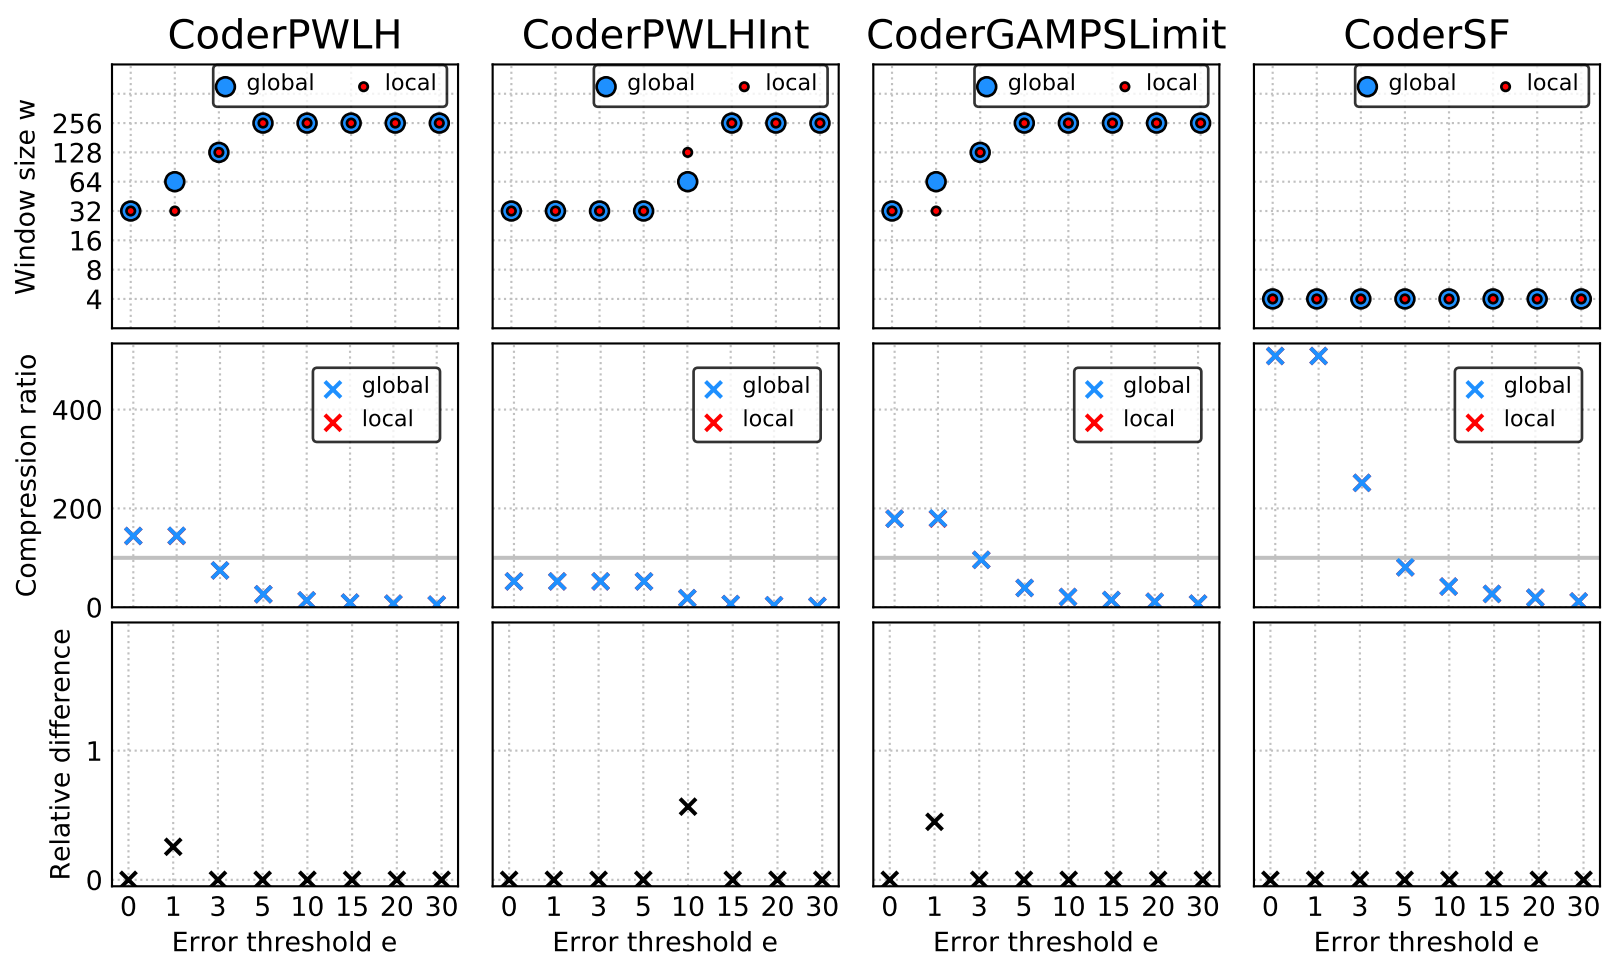 CoderPWLH CoderPWLHInt CoderGAMPSLimit CoderSF
global local global local global local global local
Window size w
256
128
64
32
16
8
4
global global global global
local local local local
Compression ratio
400
200
0
Relative difference
1
0
0 1 3 5 10 15 20 30 0 1 3 5 10 15 20 30 0 1 3 5 10 15 20 30 0 1 3 5 10 15 20 30
Error threshold e Error threshold e Error threshold e Error threshold e